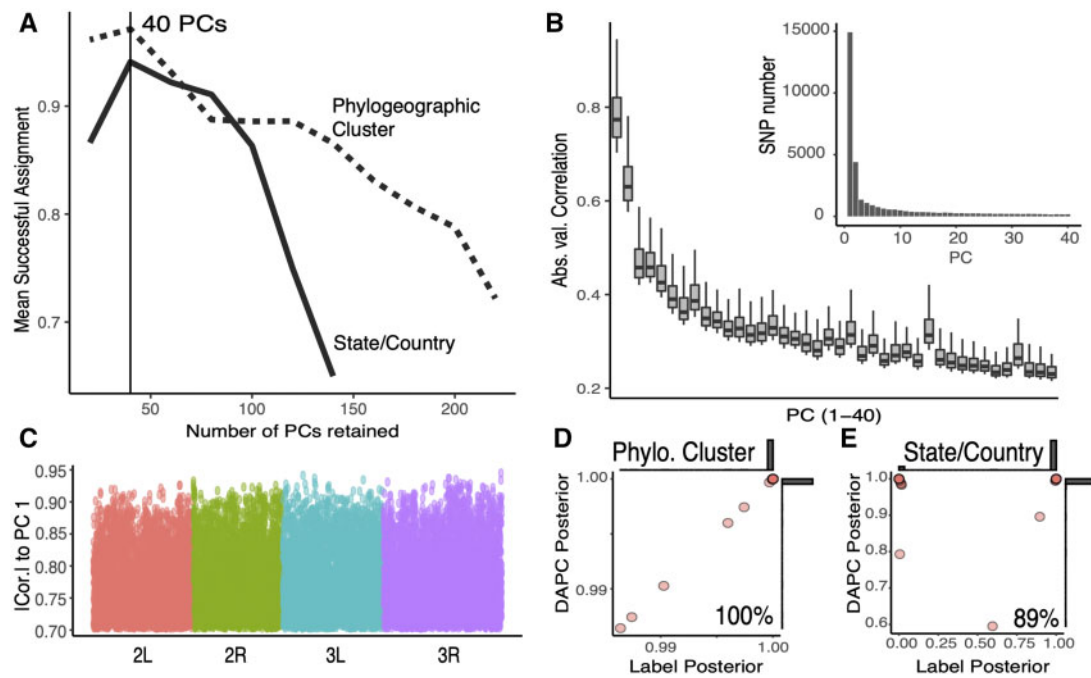 A
40 PCs
Mean Successful Assignment
0.9
0.8
0.7
Phylogeographic
Cluster
State/Country
50
100
150
200
Number of PCs retained
B
Abs. val. Correlation
0.8
0.6
0.4
0.2
PC (1–40)
SNP number
15000
10000
5000
0
0
10
20
30
40
PC
C
|Cor.| to PC 1
0.95
0.90
0.85
0.80
0.75
0.70
2L
2R
3L
3R
D
Phylo. Cluster
DAPC Posterior
1.00
0.99
100%
0.99
1.00
Label Posterior
E
State/Country
DAPC Posterior
1.0
0.9
0.8
0.7
0.6
89%
0.00
0.25
0.50
0.75
1.00
Label Posterior